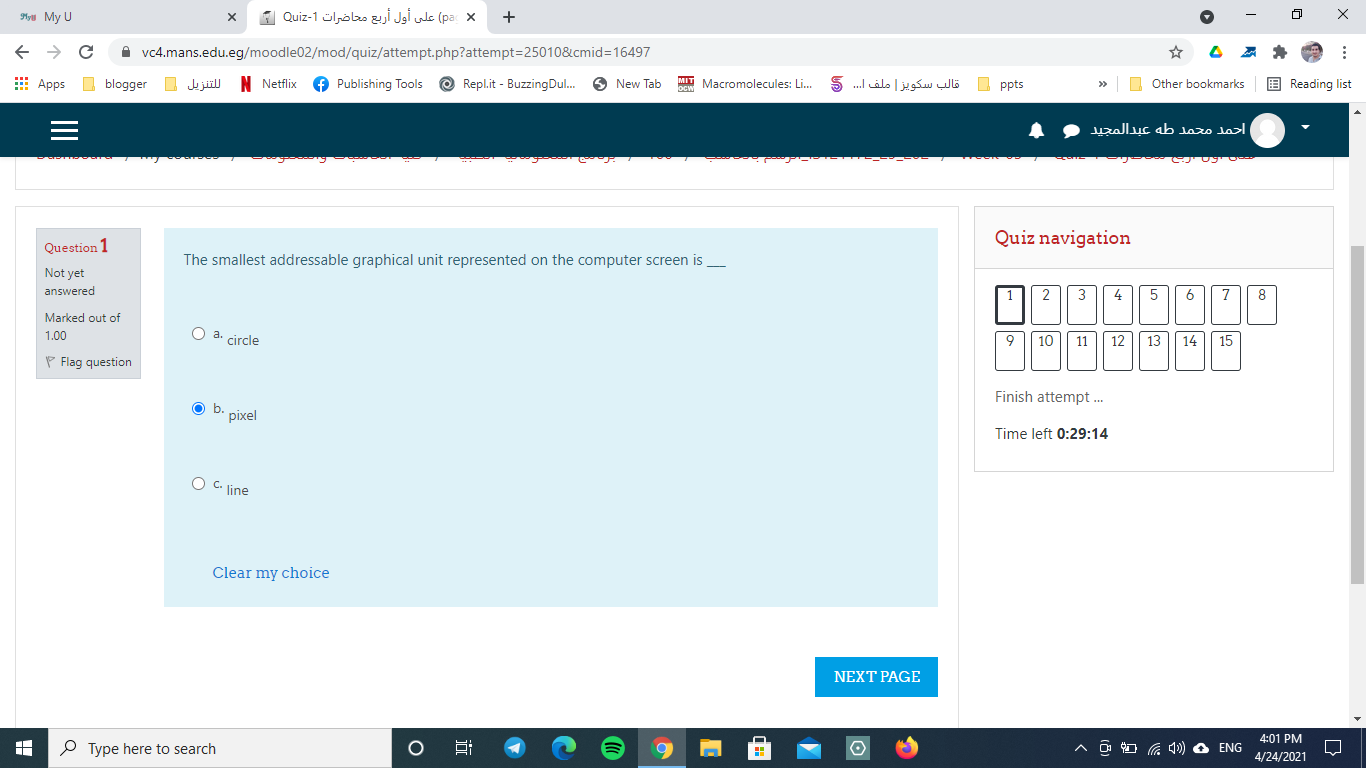 My U
Quiz-1 على أول أربع محاضرات (pa
vc4.mans.edu.eg/moodle02/mod/quiz/attempt.php?attempt=25010&cmid=16497
Apps blogger للتنزيل Netflix Publishing Tools Repl.it - BuzzingDul... New Tab Macromolecules: Li... قالب سكويز | ملف ا... ppts » Other bookmarks Reading list
احمد محمد طه عبدالمجيد
Question 1
Not yet
answered
Marked out of
1.00
Flag question
The smallest addressable graphical unit represented on the computer screen is ___
a. circle
b. pixel
c. line
Clear my choice
NEXT PAGE
Quiz navigation
1 2 3 4 5 6 7 8
9 10 11 12 13 14 15
Finish attempt ...
Time left 0:29:14
Type here to search
ENG
4:01 PM
4/24/2021